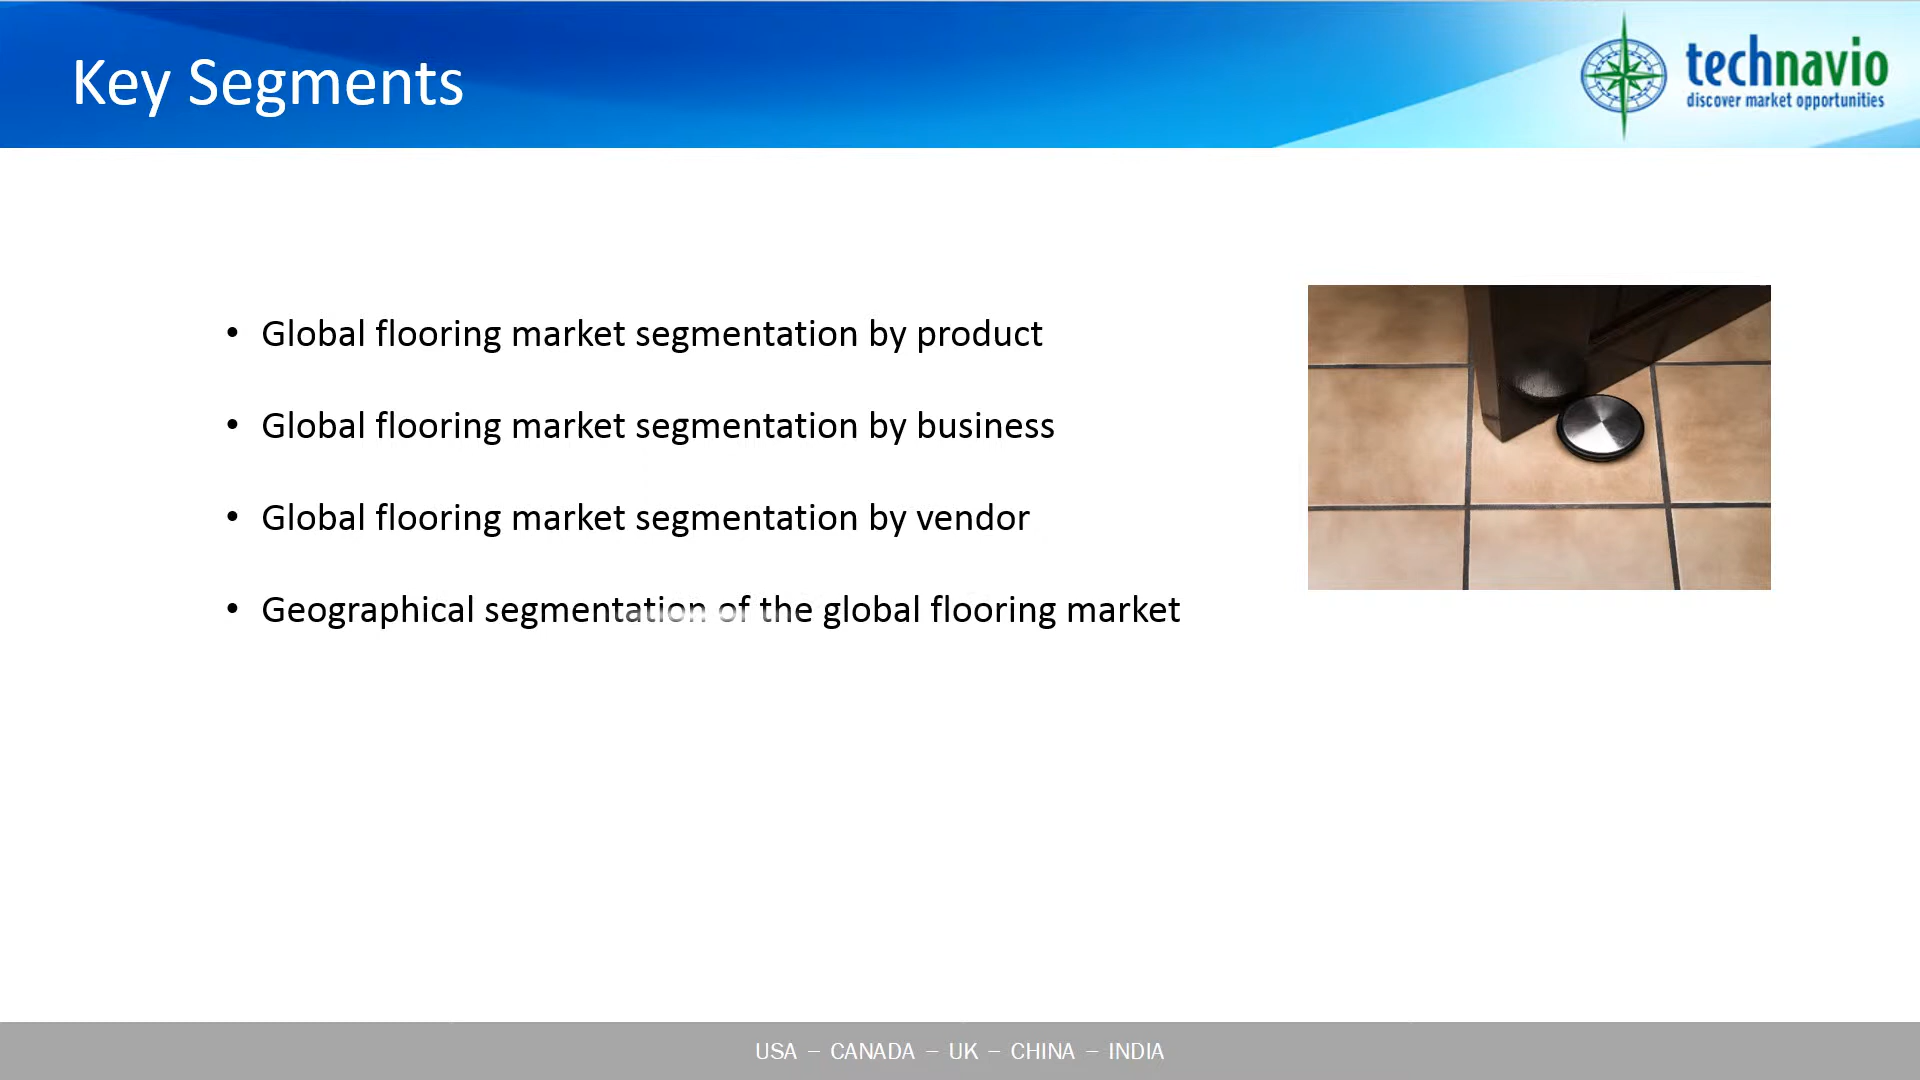 Key Segments
technavio
discover market opportunities
• Global flooring market segmentation by product
• Global flooring market segmentation by business
• Global flooring market segmentation by vendor
• Geographical segmentation of the global flooring market
USA – CANADA – UK – CHINA – INDIA